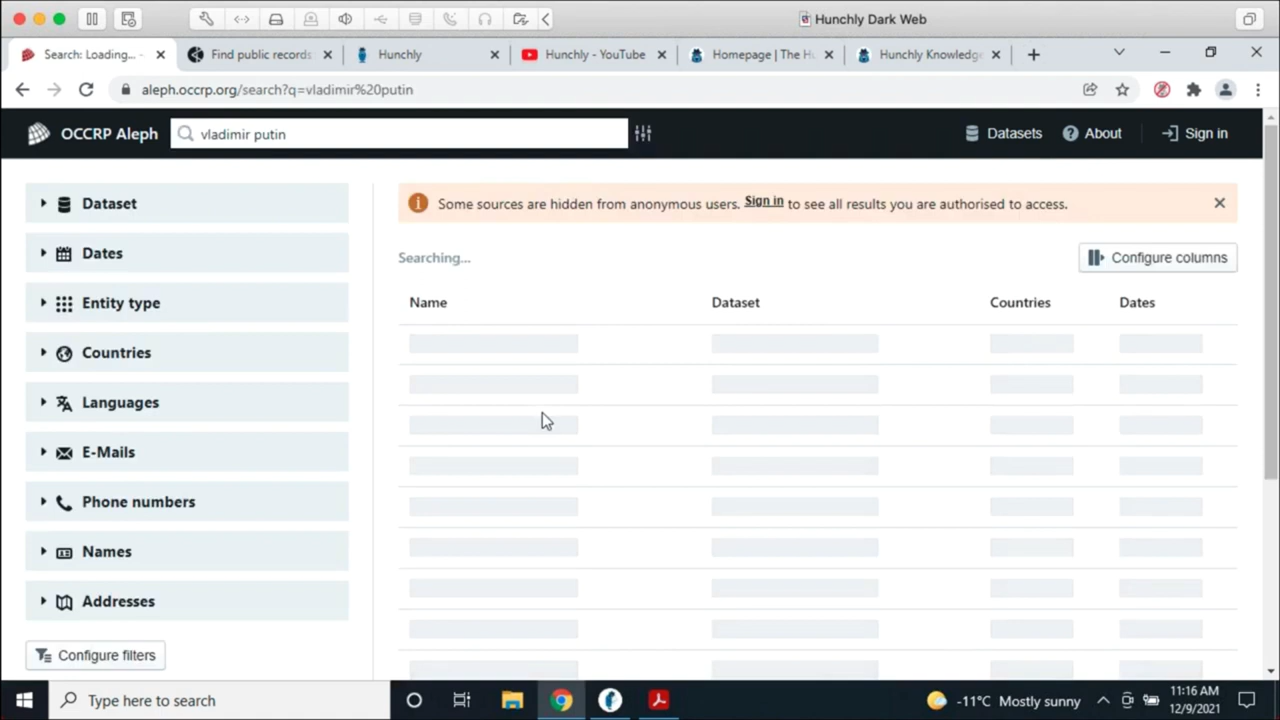 Hunchly Dark Web
Search: Loading... -
Find public records
Hunchly
Hunchly - YouTube
Homepage | The Hu
Hunchly Knowledge
aleph.occrp.org/search?q=vladimir%20putin
OCCRP Aleph
vladimir putin
Datasets
About
Sign in
Dataset
Dates
Entity type
Countries
Languages
E-Mails
Phone numbers
Names
Addresses
Configure filters
Some sources are hidden from anonymous users. Sign in to see all results you are authorised to access.
Searching...
Configure columns
Name Dataset Countries Dates
Type here to search
-11°C Mostly sunny
11:16 AM
12/9/2021